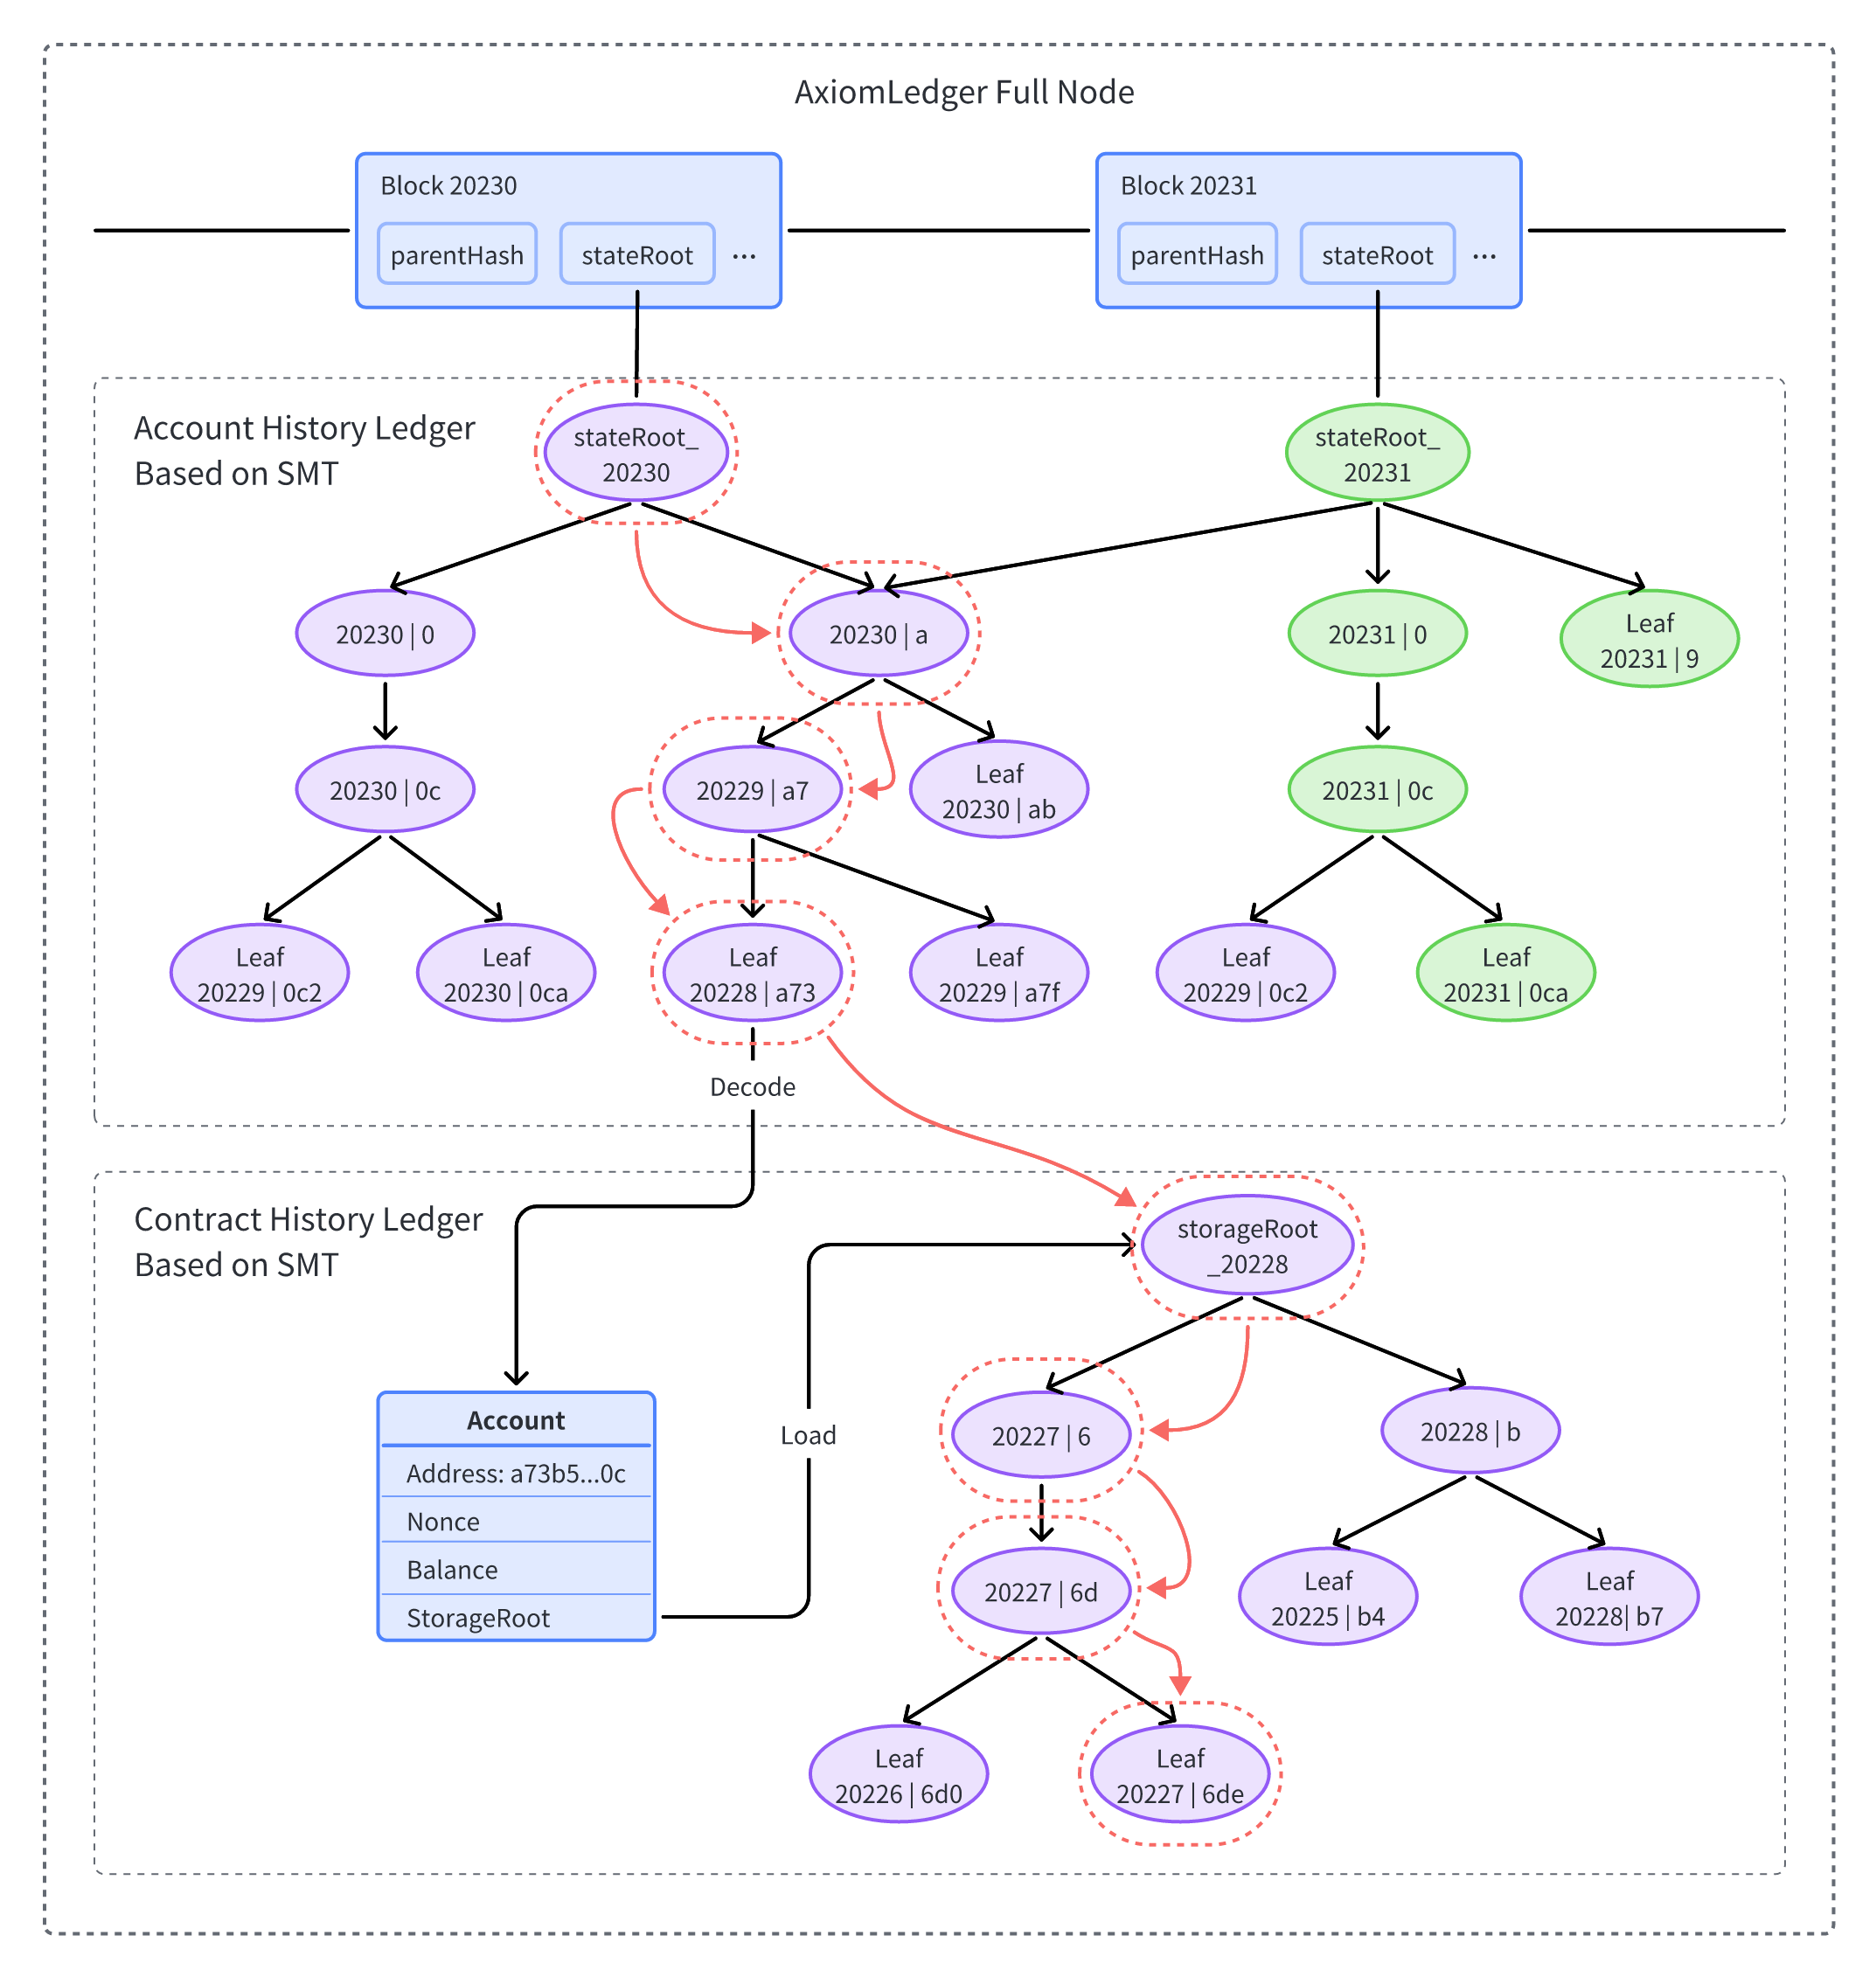 AxiomLedger Full Node
Block 20230
parentHash
stateRoot
...
Block 20231
parentHash
stateRoot
...
Account History Ledger
Based on SMT
stateRoot_
20230
stateRoot_
20231
20230 | 0
20230 | a
20231 | 0
Leaf
20231 | 9
20230 | 0c
20229 | a7
Leaf
20230 | ab
20231 | 0c
Leaf
20229 | 0c2
Leaf
20230 | 0ca
Leaf
20228 | a73
Leaf
20229 | a7f
Leaf
20229 | 0c2
Leaf
20231 | 0ca
Decode
Contract History Ledger
Based on SMT
storageRoot
_20228
Account
Address: a73b5...0c
Nonce
Balance
StorageRoot
Load
20227 | 6
20228 | b
20227 | 6d
Leaf
20225 | b4
Leaf
20228| b7
Leaf
20226 | 6d0
Leaf
20227 | 6de